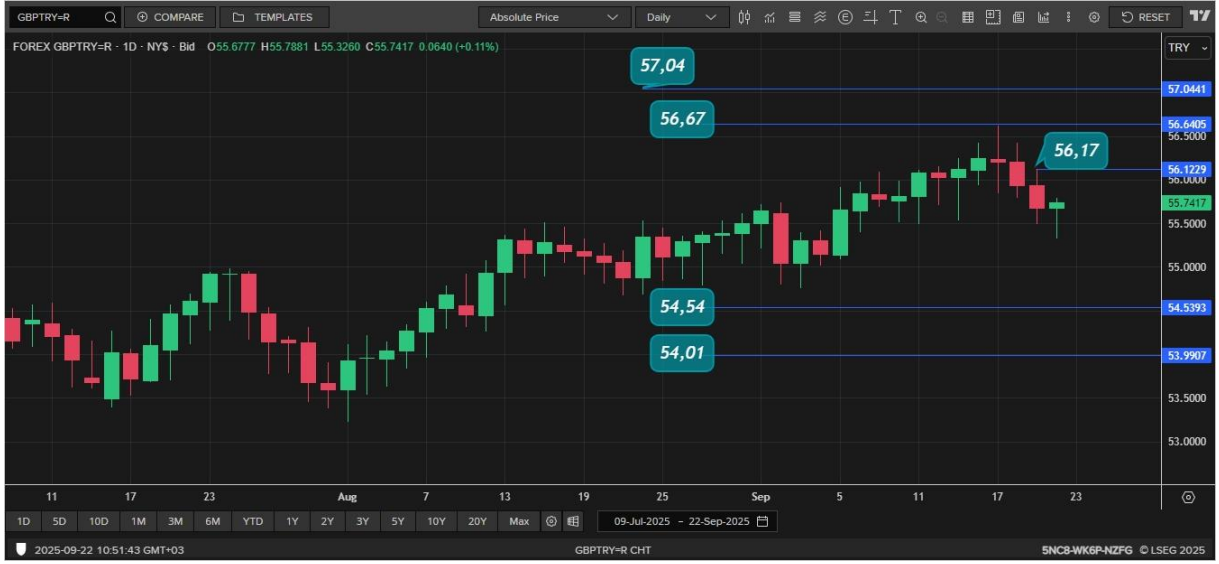 GBPTRY=R COMPARE TEMPLATES Absolute Price Daily RESET
FOREX GBPTRY=R · 1D · NY$ · Bid O55.6777 H55.7881 L55.3260 C55.7417 0.0640 (+0.11%)
TRY
57,04
57.0441
56,67
56.6405
56.5000
56,17
56.1229
56.0000
55.7417
55.5000
55.0000
54,54
54.5393
54,01
53.9907
53.5000
53.0000
11 17 23 Aug 7 13 19 25 Sep 5 11 17 23
1D 5D 10D 1M 3M 6M YTD 1Y 2Y 3Y 5Y 10Y 20Y Max 09-Jul-2025 - 22-Sep-2025
2025-09-22 10:51:43 GMT+03 GBPTRY=R CHT 5NC8-WK6P-NZFG © LSEG 2025